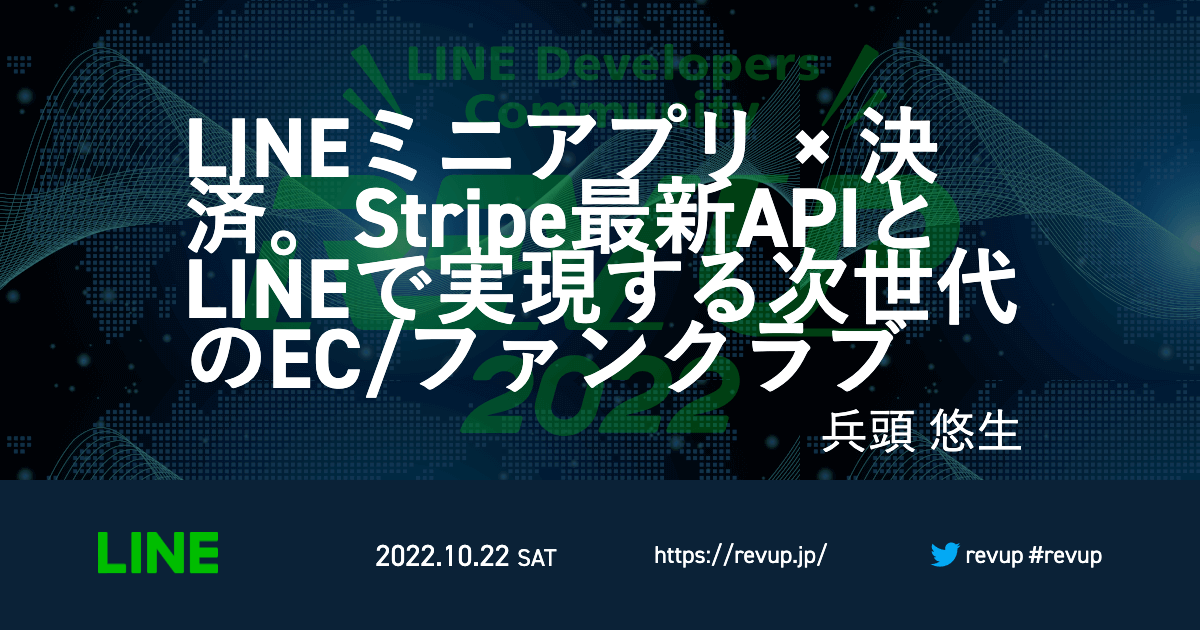 LINE Developers
Community
LINEミニアプリ × 決
済。 Stripe最新APIと
LINEで実現する次世代
のEC/ファンクラブ
2022
兵頭 悠生
LINE
2022.10.22 SAT
https://revup.jp/
revup #revup